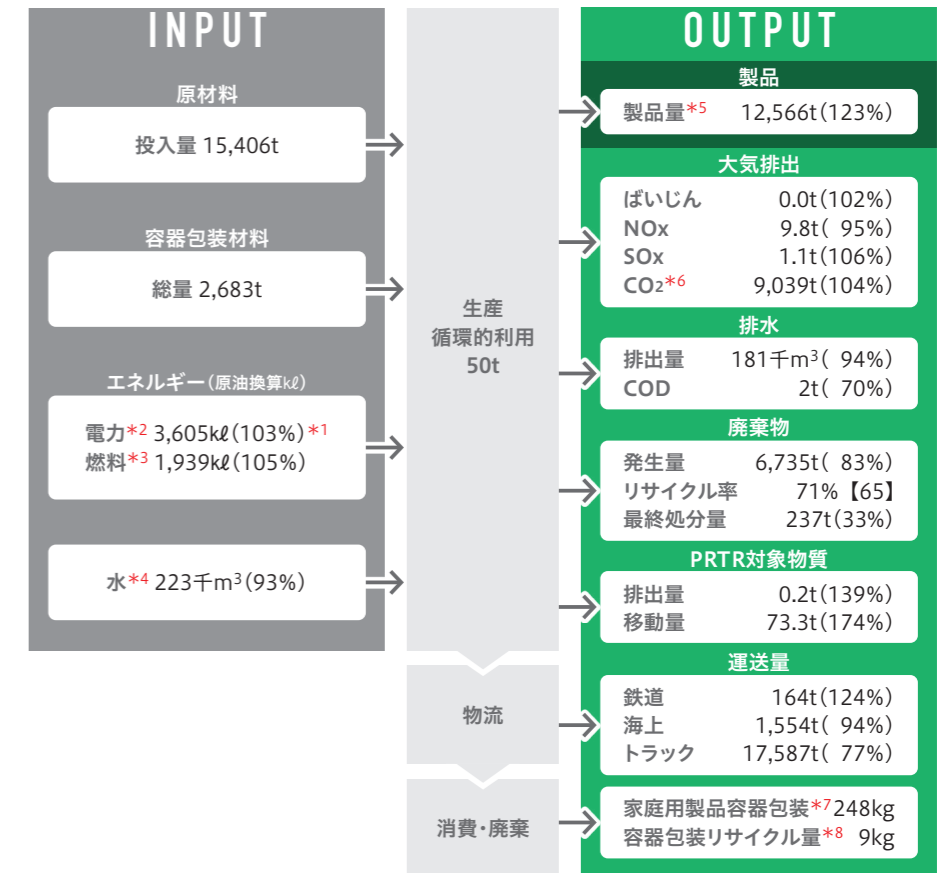 INPUT
原材料
投入量 15,406t
容器包装材料
総量 2,683t
エネルギー(原油換算kℓ)
電力*2 3,605kℓ(103%)*1
燃料*3 1,939kℓ(105%)
水*4 223千m³(93%)
生産
循環的利用
50t
物流
消費・廃棄
OUTPUT
製品
製品量*5 12,566t(123%)
大気排出
ばいじん 0.0t(102%)
NOx 9.8t( 95%)
SOx 1.1t(106%)
CO2*6 9,039t(104%)
排水
排出量 181千m³( 94%)
COD 2t( 70%)
廃棄物
発生量 6,735t( 83%)
リサイクル率 71%【65】
最終処分量 237t(33%)
PRTR対象物質
排出量 0.2t(139%)
移動量 73.3t(174%)
運送量
鉄道 164t(124%)
海上 1,554t( 94%)
トラック 17,587t( 77%)
家庭用製品容器包装*7 248kg
容器包装リサイクル量*8 9kg